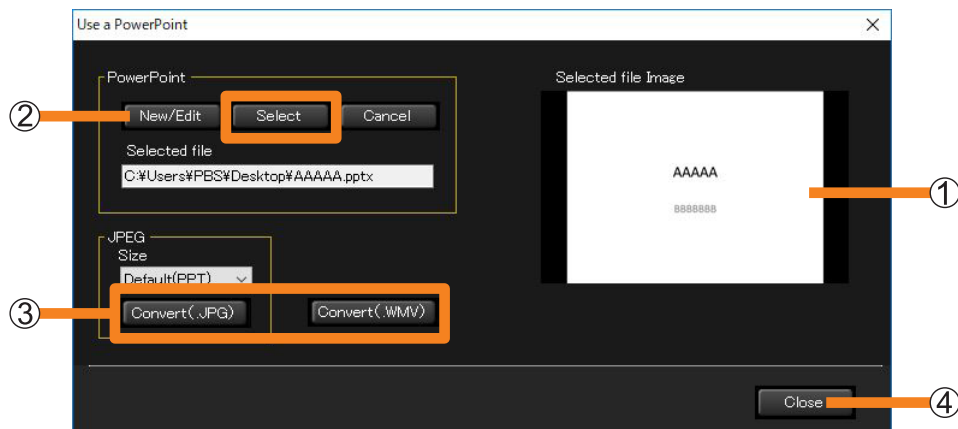 Use a PowerPoint
PowerPoint
New/Edit
Select
Cancel
Selected file
C:¥Users¥PBS¥Desktop¥AAAAA.pptx
Selected file Image
AAAAA
BBBBBBB
JPEG
Size
Default(PPT)
Convert(.JPG)
Convert(.WMV)
Close
①
②
③
④